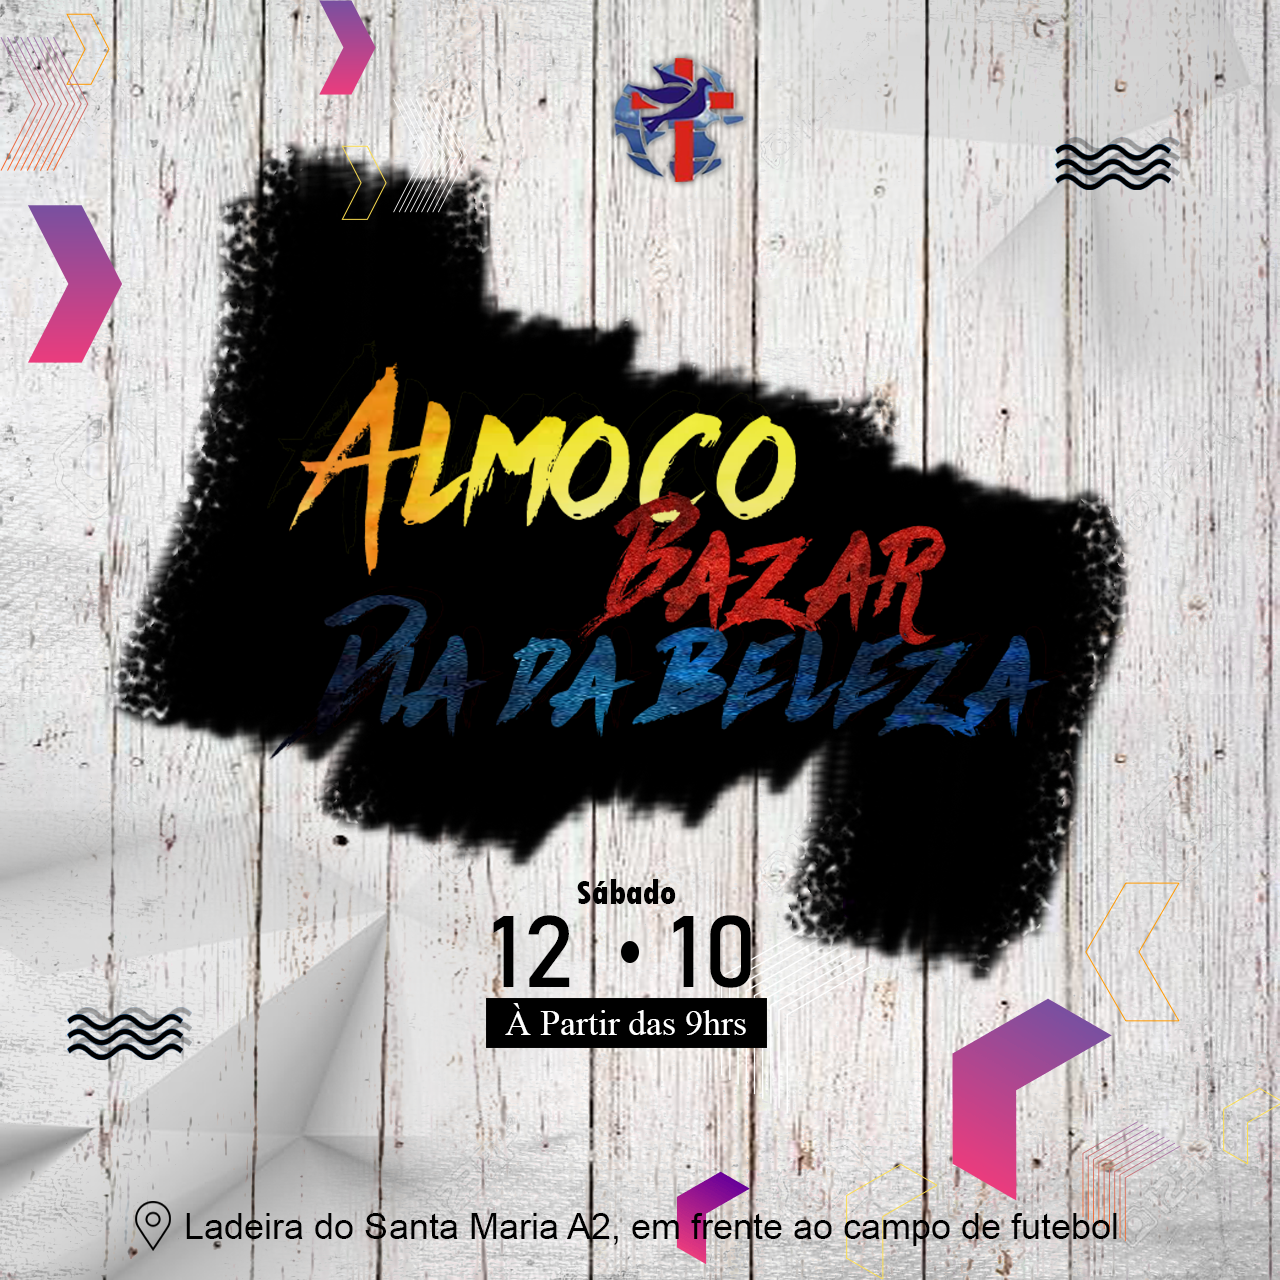 ALMOÇO
BAZAR
DIA DA BELEZA
Sábado
12 • 10
À Partir das 9hrs
Ladeira do Santa Maria A2, em frente ao campo de futebol